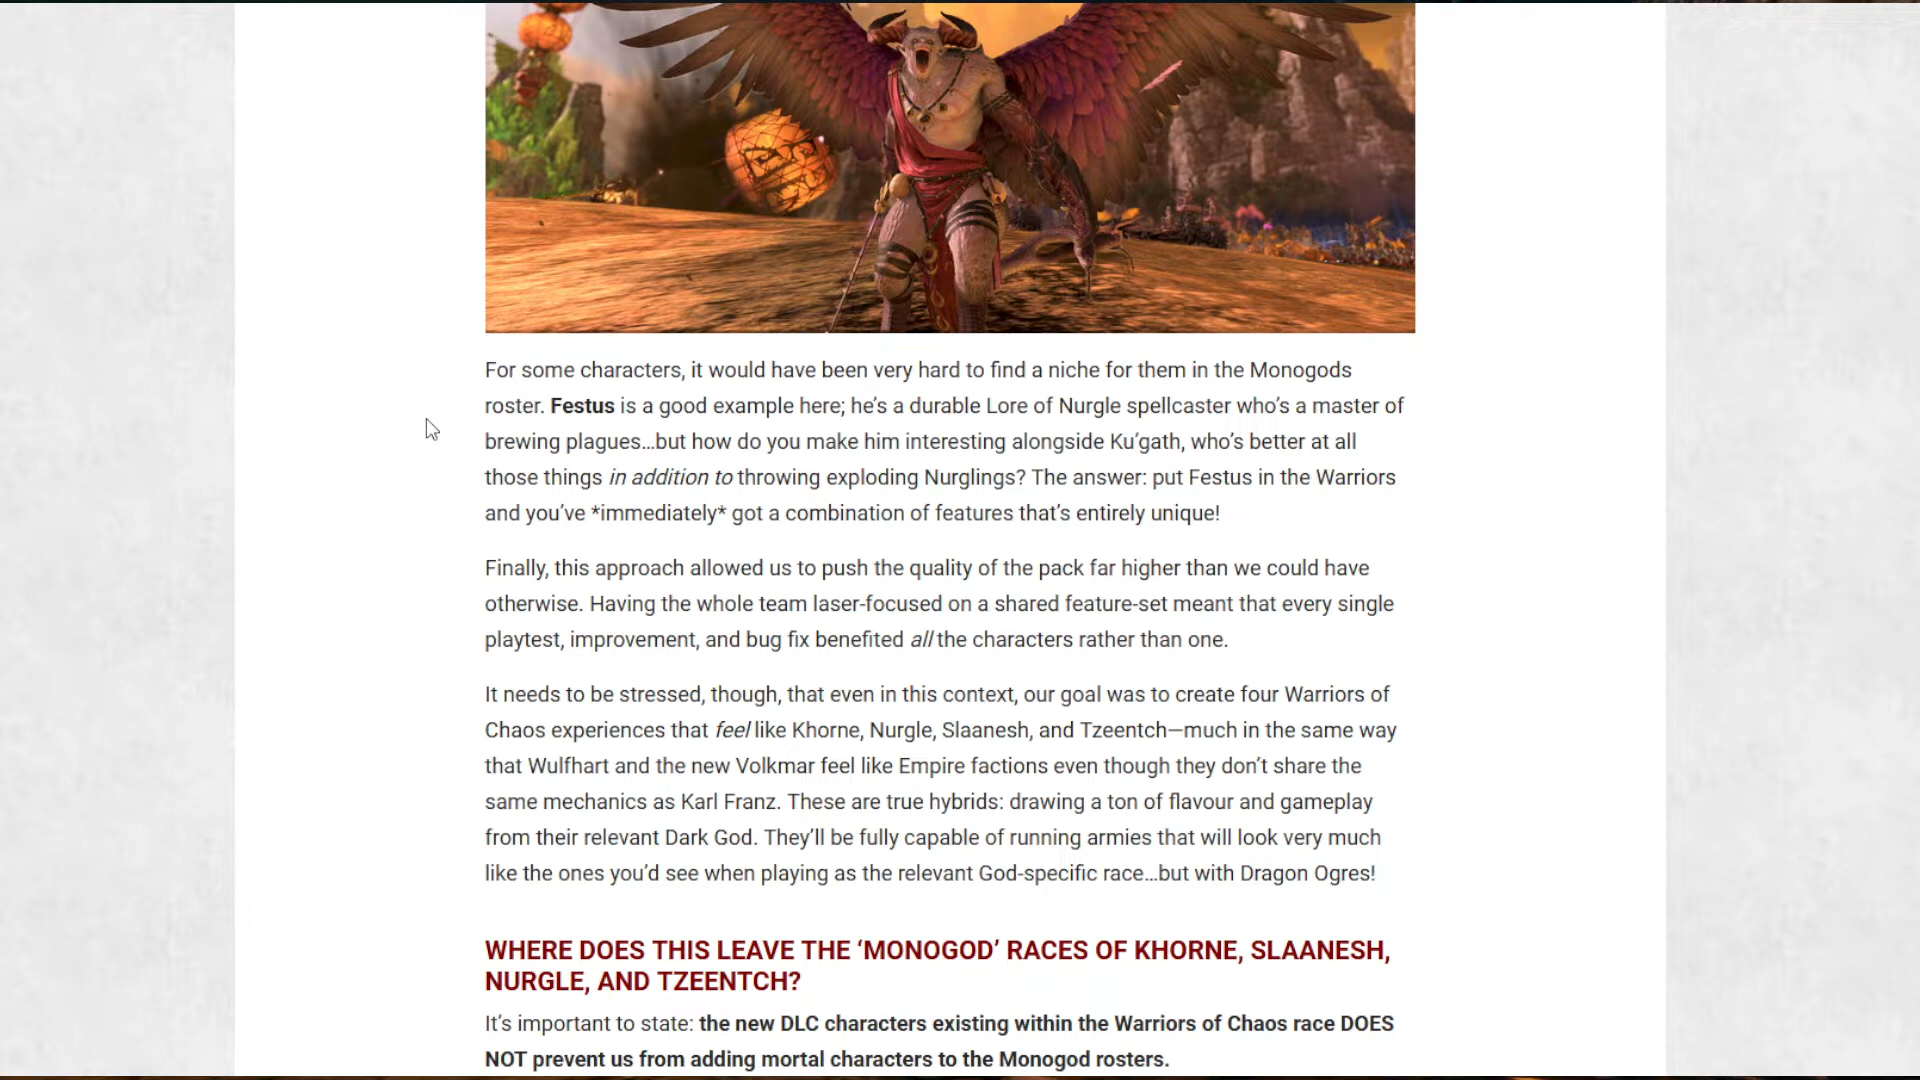 For some characters, it would have been very hard to find a niche for them in the Monogods
roster. Festus is a good example here; he's a durable Lore of Nurgle spellcaster who's a master of
brewing plagues…but how do you make him interesting alongside Ku'gath, who's better at all
those things in addition to throwing exploding Nurglings? The answer: put Festus in the Warriors
and you've *immediately* got a combination of features that's entirely unique!
Finally, this approach allowed us to push the quality of the pack far higher than we could have
otherwise. Having the whole team laser-focused on a shared feature-set meant that every single
playtest, improvement, and bug fix benefited all the characters rather than one.
It needs to be stressed, though, that even in this context, our goal was to create four Warriors of
Chaos experiences that feel like Khorne, Nurgle, Slaanesh, and Tzeentch—much in the same way
that Wulfhart and the new Volkmar feel like Empire factions even though they don't share the
same mechanics as Karl Franz. These are true hybrids: drawing a ton of flavour and gameplay
from their relevant Dark God. They'll be fully capable of running armies that will look very much
like the ones you'd see when playing as the relevant God-specific race…but with Dragon Ogres!
WHERE DOES THIS LEAVE THE ‘MONOGOD’ RACES OF KHORNE, SLAANESH,
NURGLE, AND TZEENTCH?
It's important to state: the new DLC characters existing within the Warriors of Chaos race DOES
NOT prevent us from adding mortal characters to the Monogod rosters.